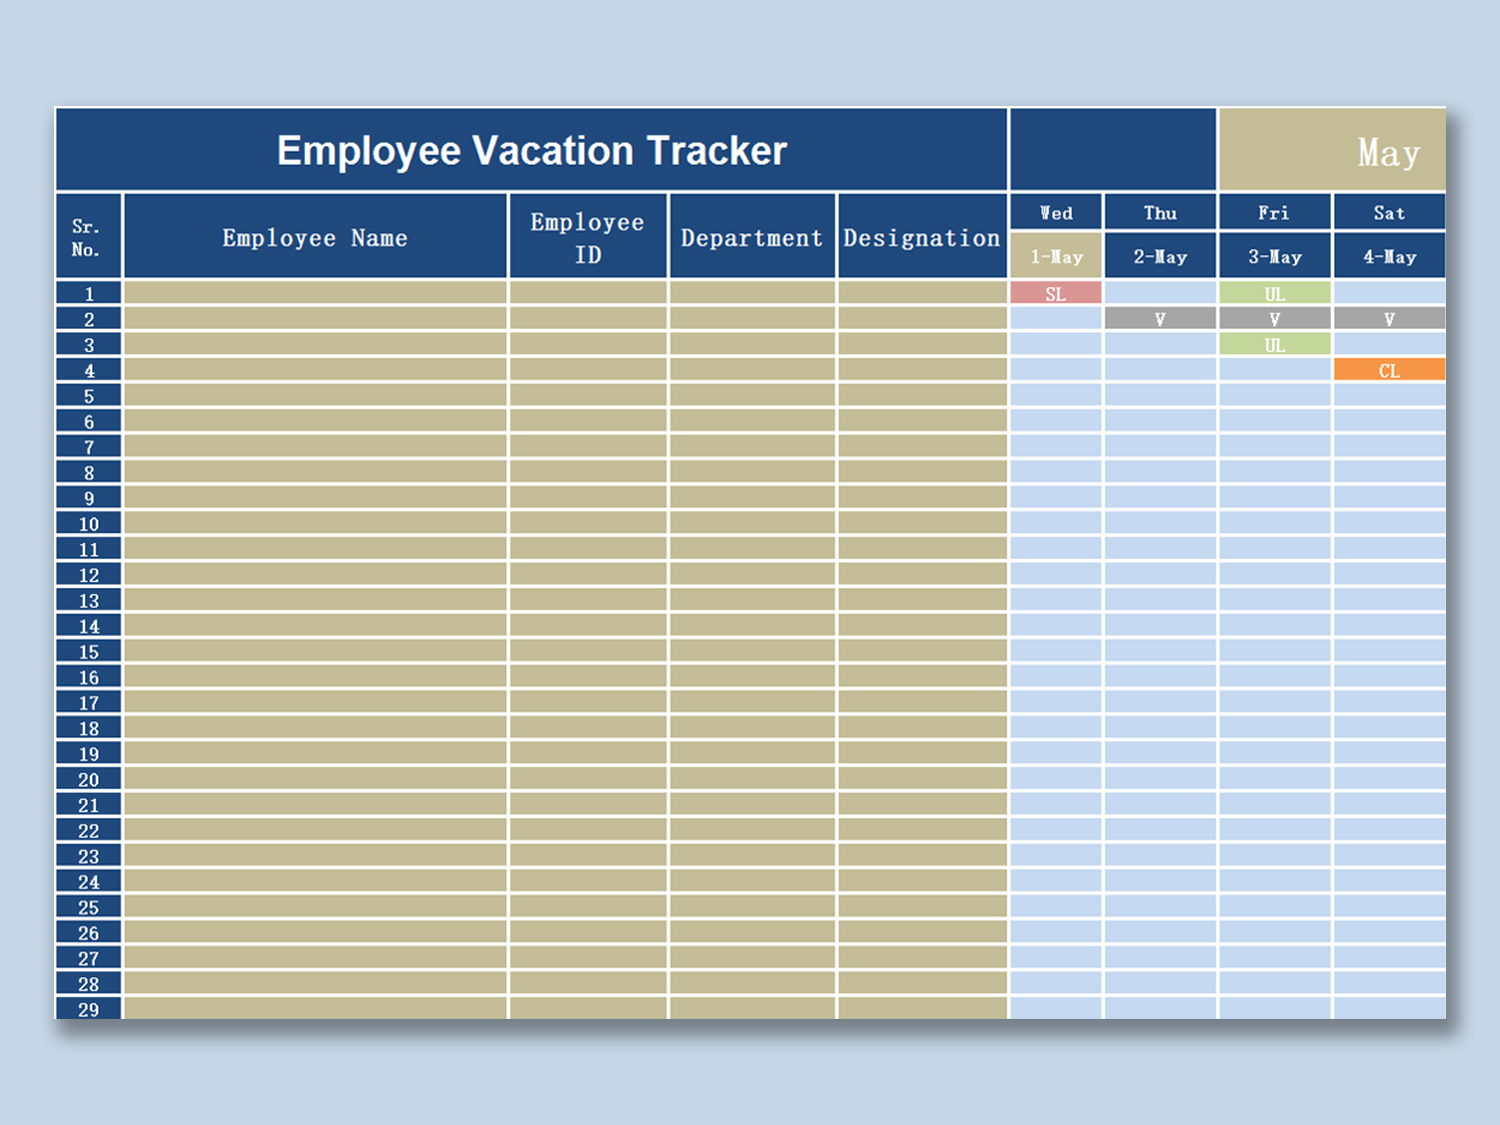 Employee Vacation Tracker
May
Sr. No.
Employee Name
Employee ID
Department
Designation
Wed
Thu
Fri
Sat
1-May
2-May
3-May
4-May
1 SL UL
2 V V V
3 UL
4 CL
5
6
7
8
9
10
11
12
13
14
15
16
17
18
19
20
21
22
23
24
25
26
27
28
29